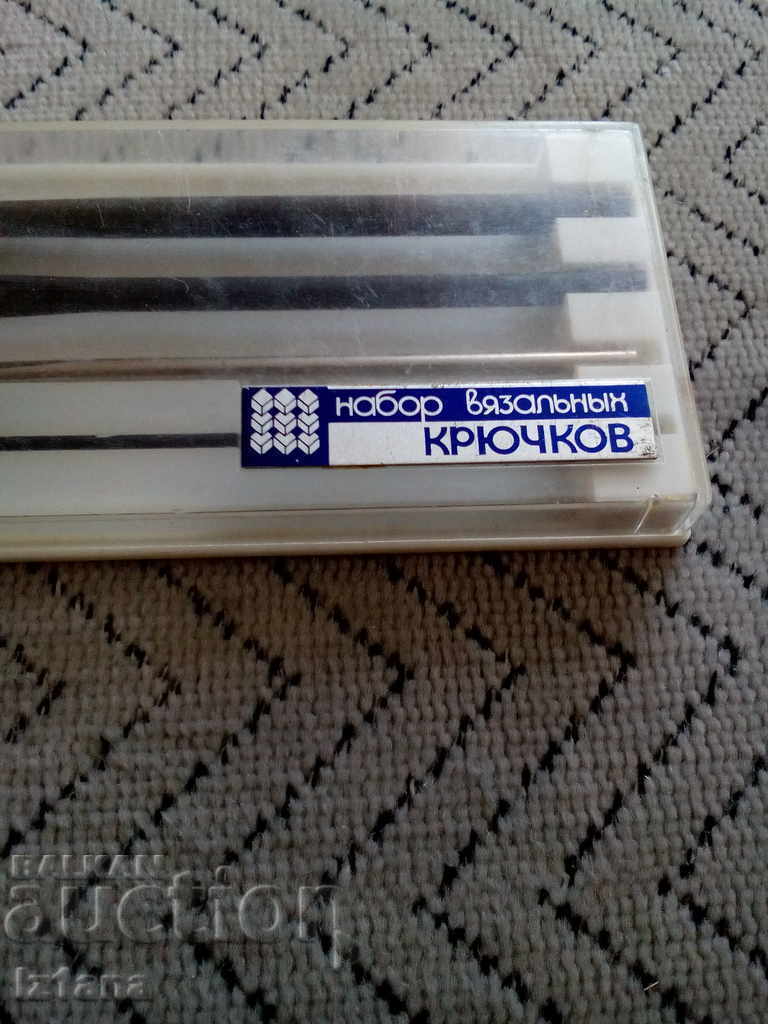 набор вязальных
КРЮЧКОВ
BALKAN
auction
Iztana